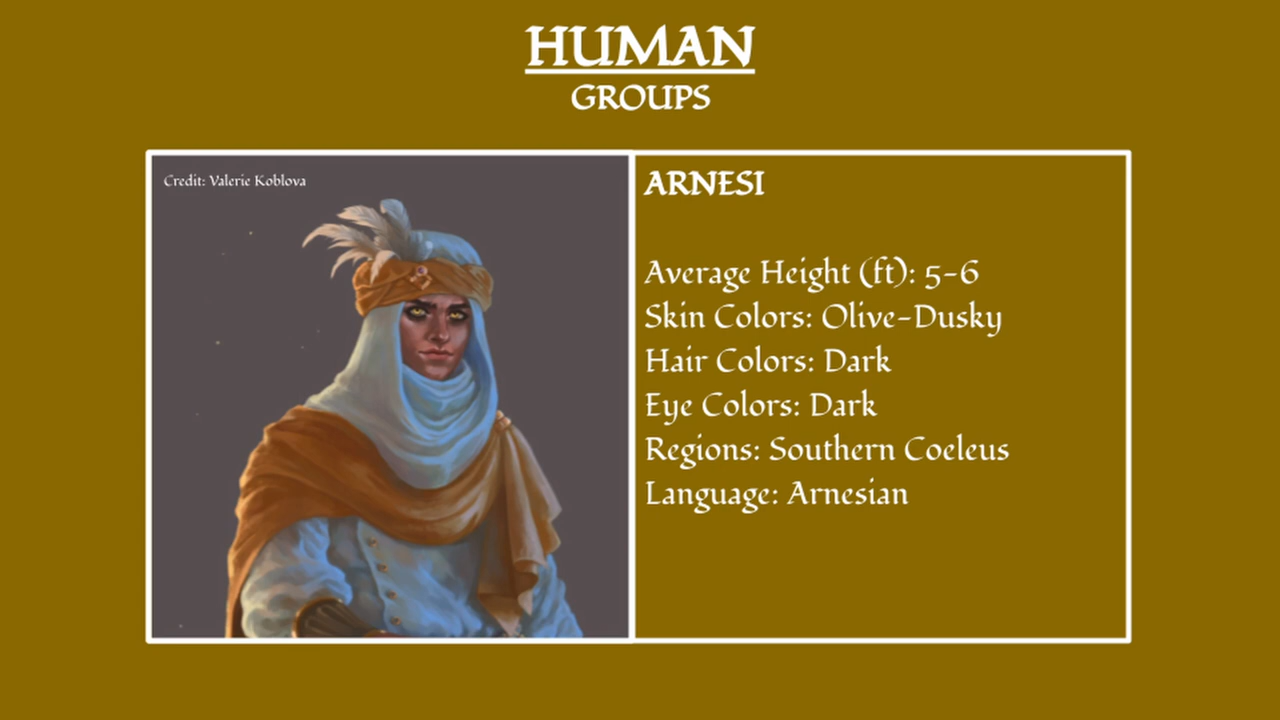 HUMAN
GROUPS
Credit: Valerie Koblova
ARNESI
Average Height (ft): 5-6
Skin Colors: Olive-Dusky
Hair Colors: Dark
Eye Colors: Dark
Regions: Southern Coeleus
Language: Arnesian